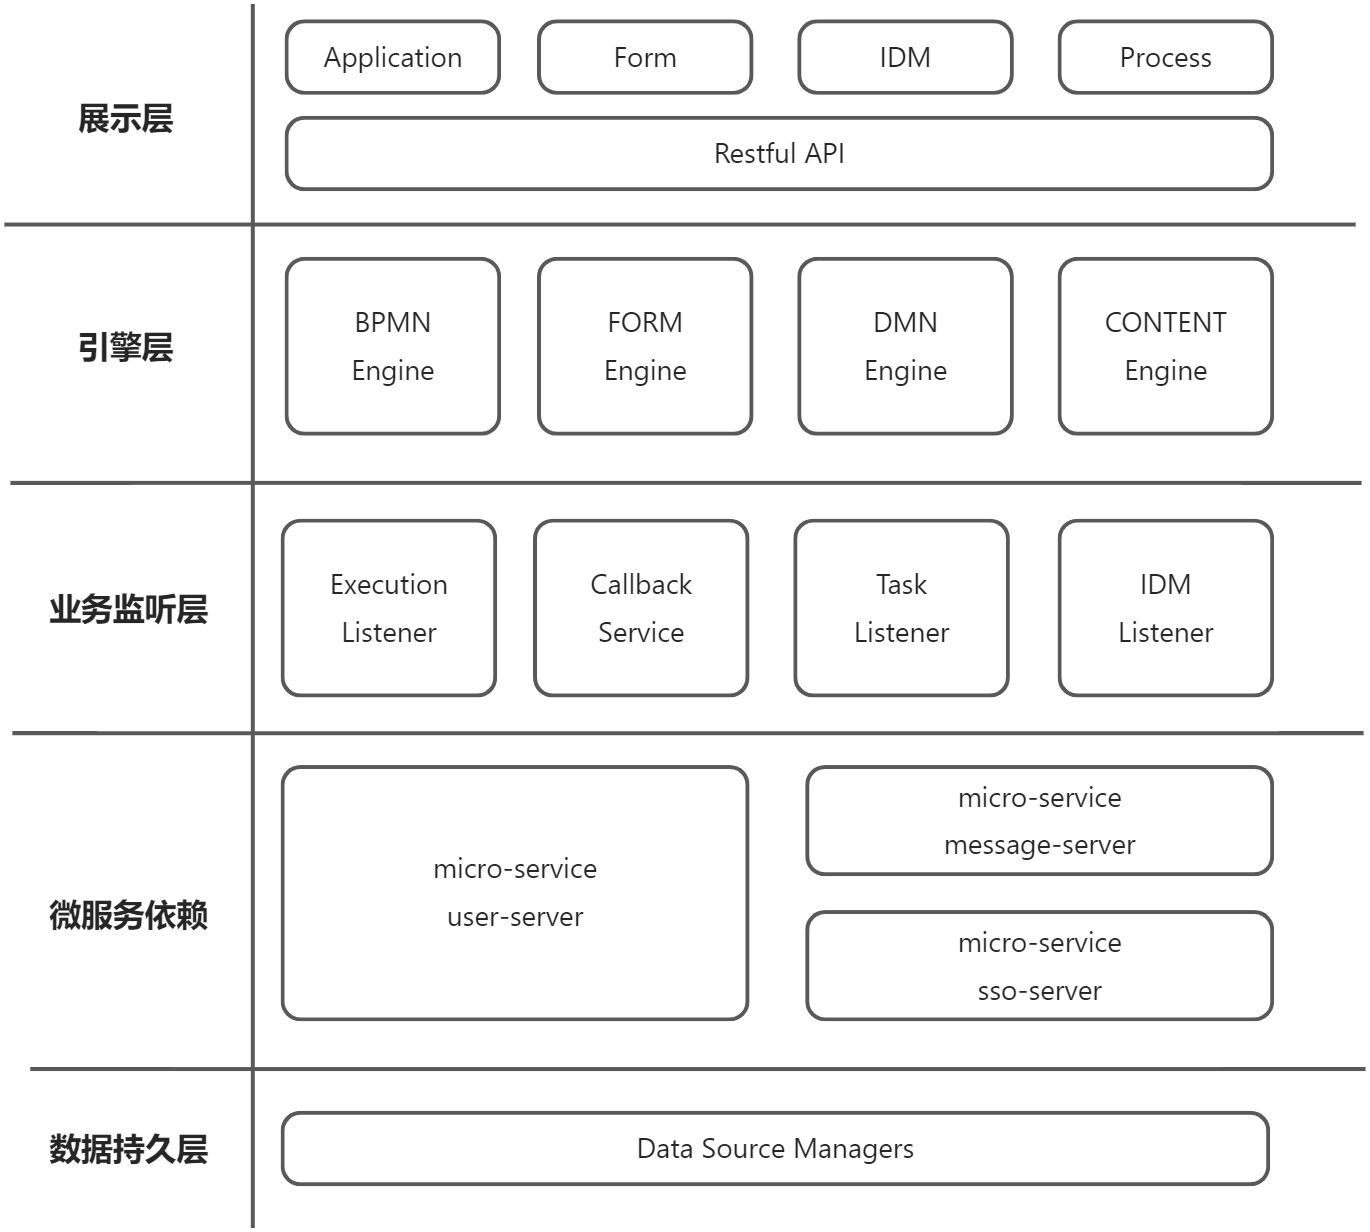 展示层
Application
Form
IDM
Process
Restful API
引擎层
BPMN
Engine
FORM
Engine
DMN
Engine
CONTENT
Engine
业务监听层
Execution
Listener
Callback
Service
Task
Listener
IDM
Listener
微服务依赖
micro-service
user-server
micro-service
message-server
micro-service
sso-server
数据持久层
Data Source Managers